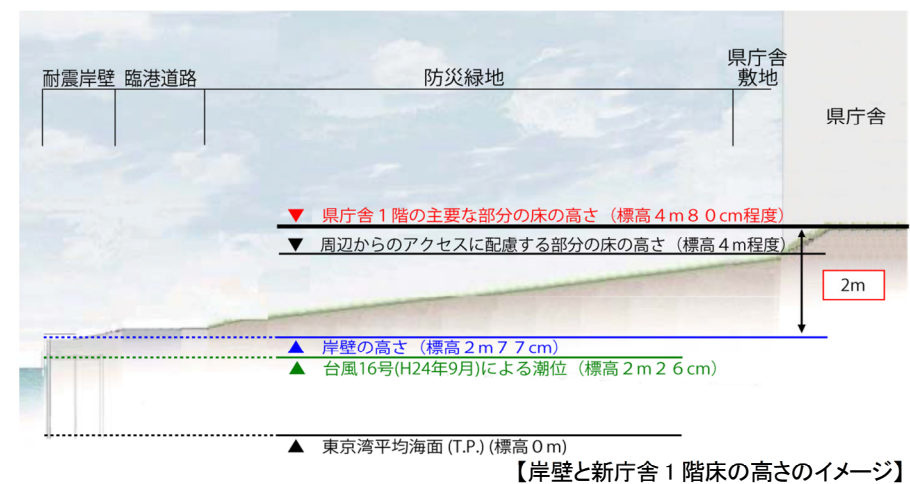 耐震岸壁 臨港道路 防災緑地 県庁舎
敷地
県庁舎
▼ 県庁舎１階の主要な部分の床の高さ（標高４ｍ８０cm程度）
▼ 周辺からのアクセスに配慮する部分の床の高さ（標高４ｍ程度）
2m
▲ 岸壁の高さ（標高２ｍ７７cm）
▲ 台風16号(H24年9月)による潮位（標高２ｍ２６cm）
▲ 東京湾平均海面 (T.P.) (標高０ｍ)
【岸壁と新庁舎１階床の高さのイメージ】